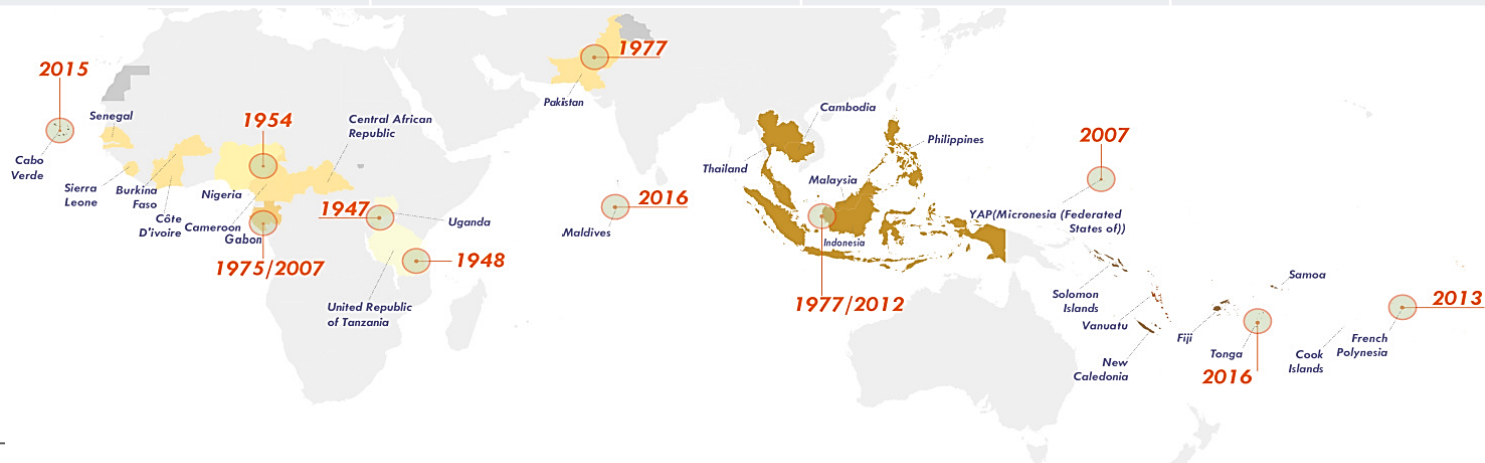 1977
2015
Pakistan
Cambodia
Senegal
1954
Central African
Republic
Philippines
2007
Cabo
Verde
Thailand
Malaysia
Sierra
Leone
Burkina
Faso
Nigeria
1947
2016
YAP(Micronesia (Federated
States of))
Côte
D'ivoire
Cameroon
Gabon
Uganda
Maldives
Indonesia
1975/2007
1948
Samoa
United Republic
of Tanzania
1977/2012
Solomon
Islands
Vanuatu
2013
New
Caledonia
Fiji
Tonga
2016
Cook
Islands
French
Polynesia